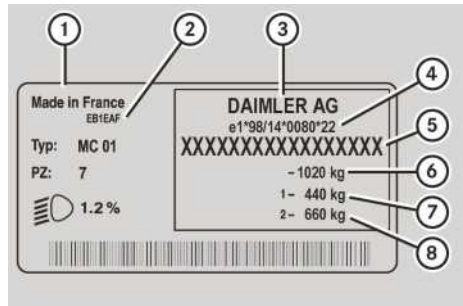 1
2
3
4
5
6
7
8
Made in France
EB1EAF
Typ: MC 01
PZ: 7
1.2 %
DAIMLER AG
e1*98/14*0080*22
XXXXXXXXXXXXXXXXX
- 1020 kg
1 - 440 kg
2 - 660 kg